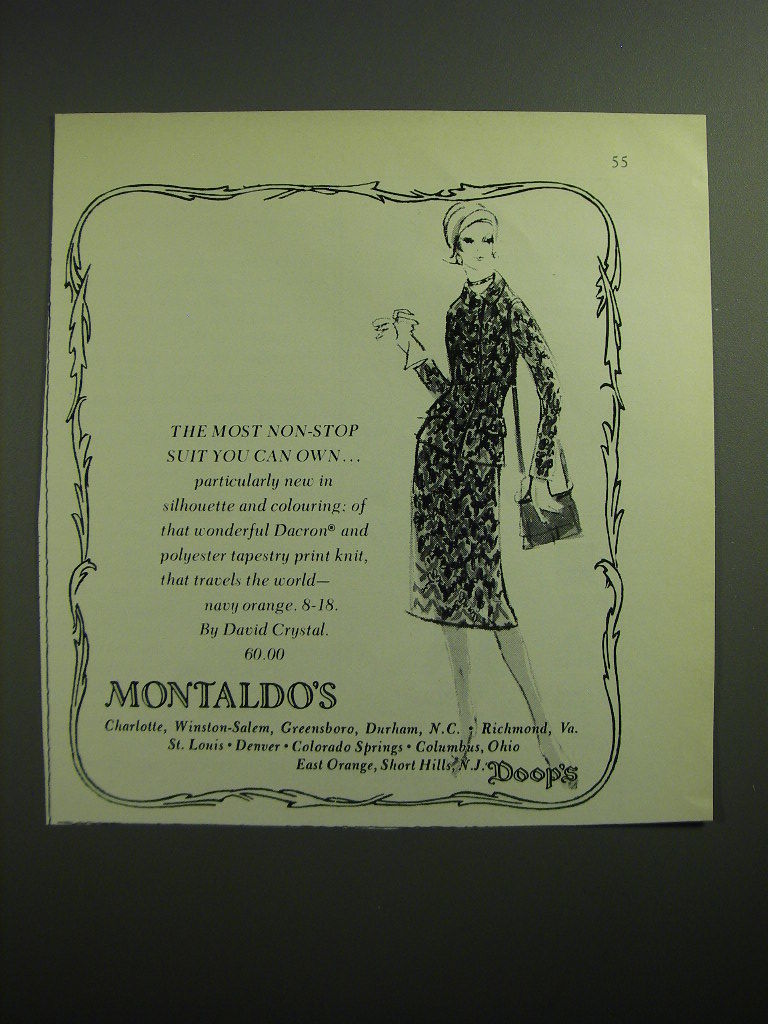 55
THE MOST NON-STOP
SUIT YOU CAN OWN...
particularly new in
silhouette and colouring: of
that wonderful Dacron® and
polyester tapestry print knit,
that travels the world—
navy orange. 8-18.
By David Crystal.
60.00
MONTALDO'S
Charlotte, Winston-Salem, Greensboro, Durham, N.C. • Richmond, Va.
St. Louis • Denver • Colorado Springs • Columbus, Ohio
East Orange, Short Hills, N.J. Doop's